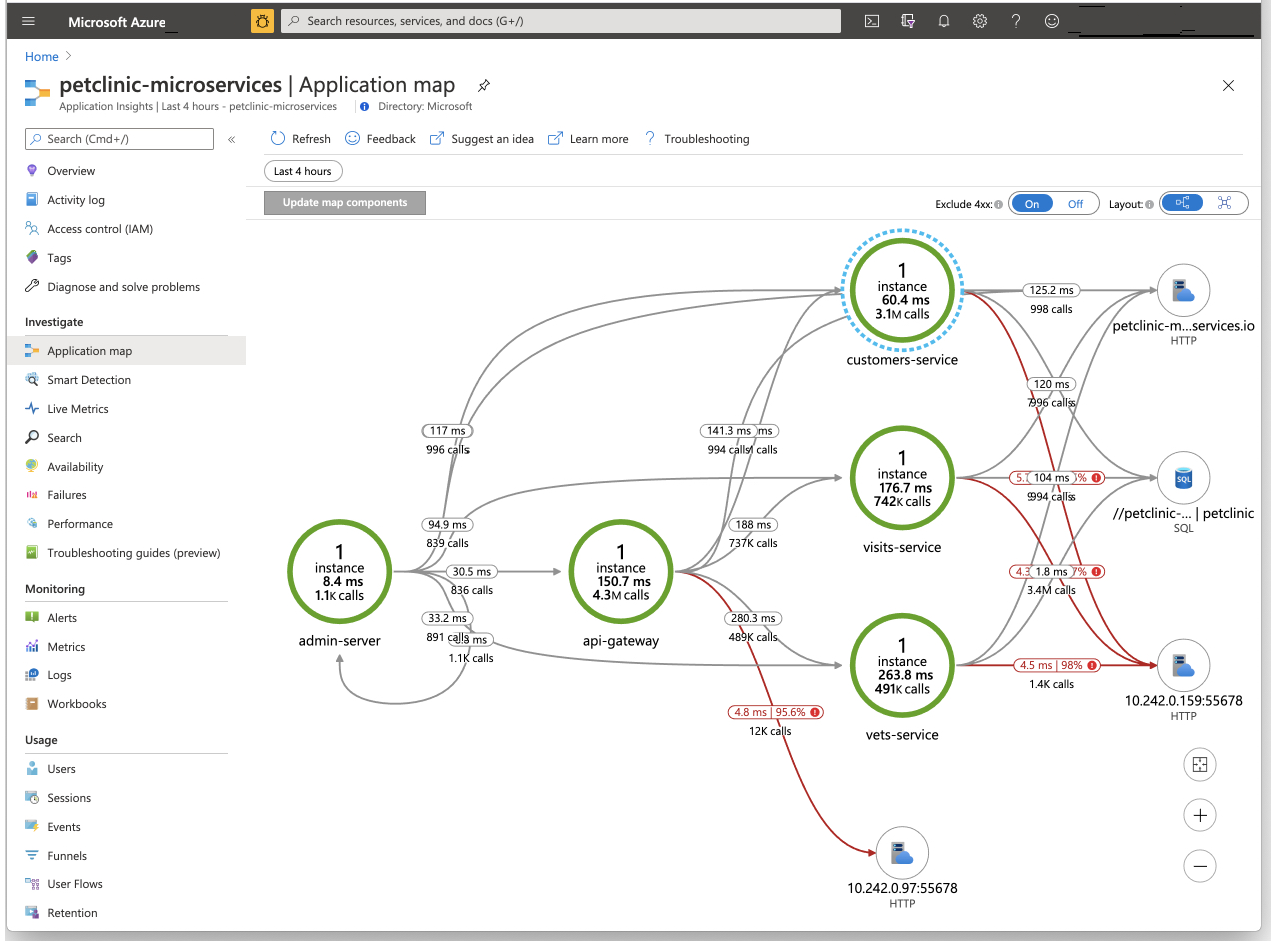 Microsoft Azure
Search resources, services, and docs (G+/)
Home
petclinic-microservices | Application map
Application Insights | Last 4 hours - petclinic-microservices
Directory: Microsoft
Search (Cmd+/)
«
Refresh
Feedback
Suggest an idea
Learn more
Troubleshooting
Last 4 hours
Update map components
Exclude 4xx:
On
Off
Layout:
Overview
Activity log
Access control (IAM)
Tags
Diagnose and solve problems
Investigate
Application map
Smart Detection
Live Metrics
Search
Availability
Failures
Performance
Troubleshooting guides (preview)
Monitoring
Alerts
Metrics
Logs
Workbooks
Usage
Users
Sessions
Events
Funnels
User Flows
Retention
1
instance
60.4 ms
3.1M calls
customers-service
125.2 ms
998 calls
petclinic-m...services.io
HTTP
120 ms
996 calls
117 ms
996 calls
141.3 ms
ms
994 calls
calls
1
instance
176.7 ms
742K calls
visits-service
104 ms
994 calls
SQL
//petclinic-... | petclinic
SQL
94.9 ms
839 calls
188 ms
737K calls
1
instance
8.4 ms
1.1K calls
admin-server
30.5 ms
836 calls
1
instance
150.7 ms
4.3M calls
api-gateway
1.8 ms
3.4M calls
33.2 ms
891 calls
ms
1.1K calls
280.3 ms
489K calls
1
instance
263.8 ms
491K calls
vets-service
4.5 ms | 98%
1.4K calls
10.242.0.159:55678
HTTP
4.8 ms | 95.6%
12K calls
10.242.0.97:55678
HTTP